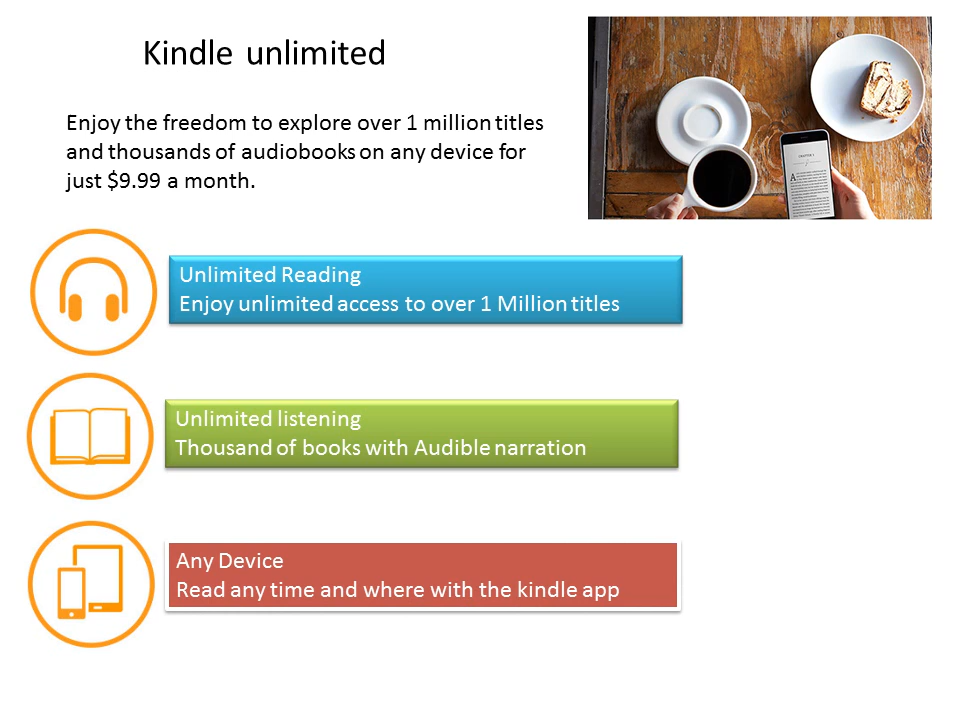 Kindle unlimited
Enjoy the freedom to explore over 1 million titles
and thousands of audiobooks on any device for
just $9.99 a month.
Unlimited Reading
Enjoy unlimited access to over 1 Million titles
Unlimited listening
Thousand of books with Audible narration
Any Device
Read any time and where with the kindle app